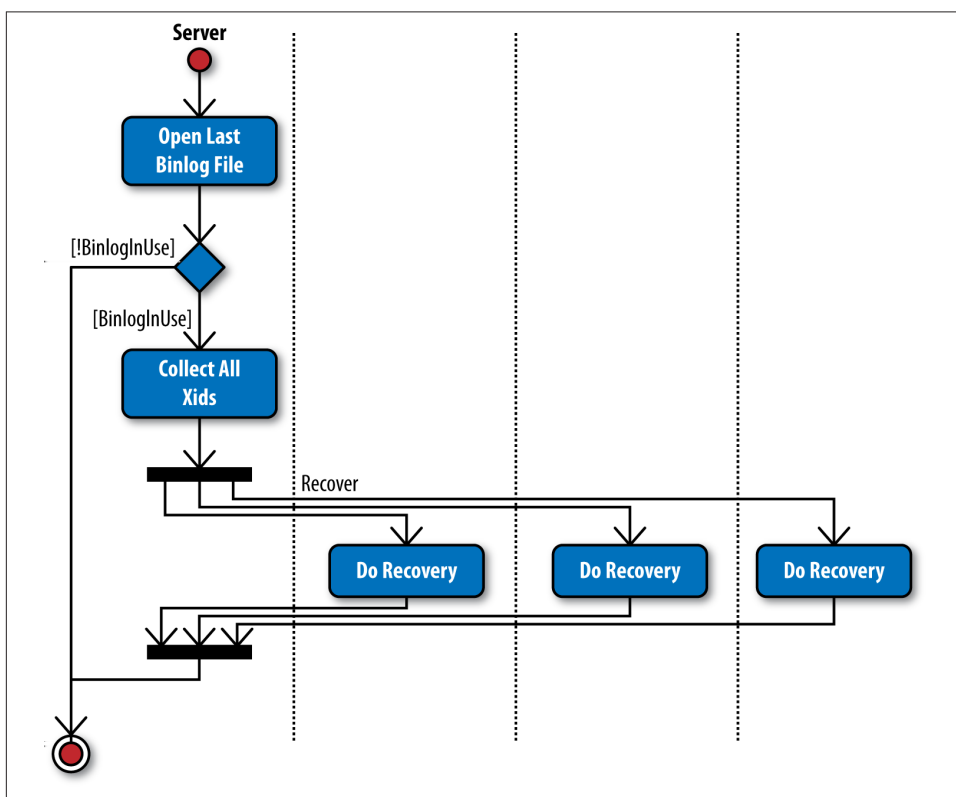 Server
Open Last
Binlog File
[!BinlogInUse]
[BinlogInUse]
Collect All
Xids
Recover
Do Recovery
Do Recovery
Do Recovery